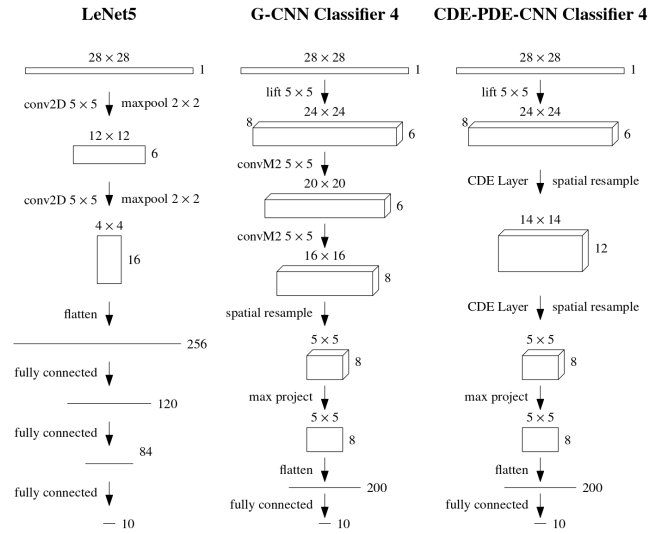 LeNet5
28 × 28
1
conv2D 5 × 5 maxpool 2 × 2
12 × 12
6
conv2D 5 × 5 maxpool 2 × 2
4 × 4
16
flatten
256
fully connected
120
fully connected
84
fully connected
10
G-CNN Classifier 4
28 × 28
1
lift 5 × 5
24 × 24
8
6
convM2 5 × 5
20 × 20
6
convM2 5 × 5
16 × 16
8
spatial resample
5 × 5
8
max project
5 × 5
8
flatten
200
fully connected
10
CDE-PDE-CNN Classifier 4
28 × 28
1
lift 5 × 5
24 × 24
8
6
CDE Layer spatial resample
14 × 14
12
CDE Layer spatial resample
5 × 5
8
max project
5 × 5
8
flatten
200
fully connected
10